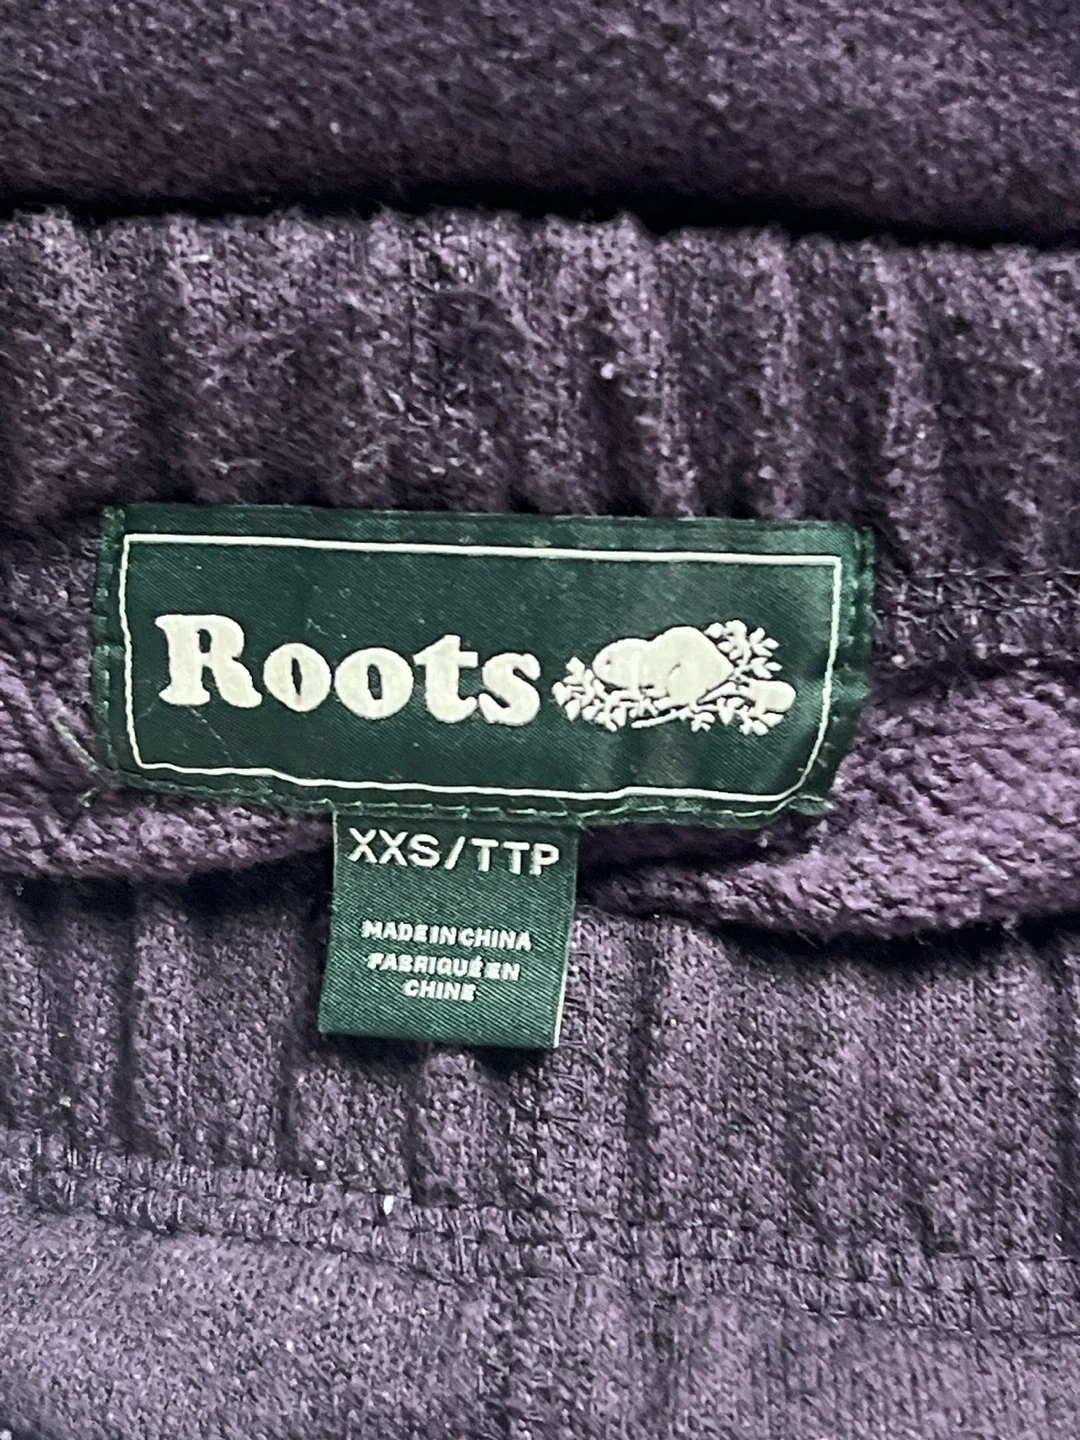 Roots
XXS/TTP
MADE IN CHINA
FABRIQUÉ EN
CHINE